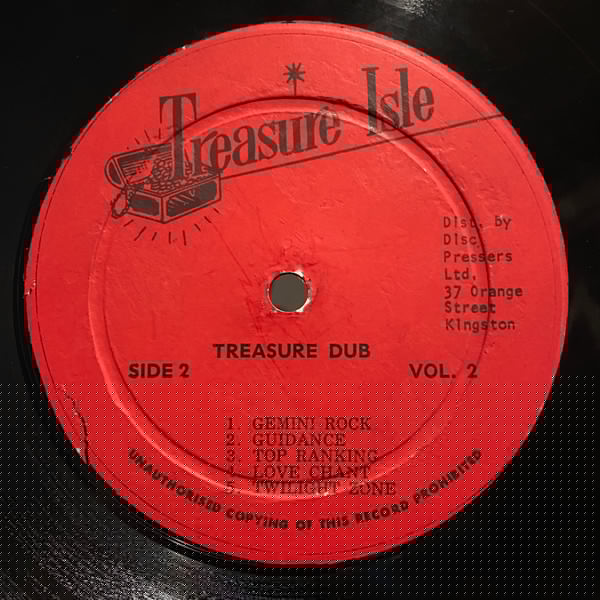 Treasure Isle
Dist. By
Disc
Pressers
Ltd.
37 Orange
Street
Kingston
TREASURE DUB
SIDE 2 VOL. 2
1. GEMINI ROCK
2. GUIDANCE
3. TOP RANKING
4. LOVE CHANT
5. TWILIGHT ZONE
UNAUTHORISED COPYING OF THIS RECORD PROHIBITED